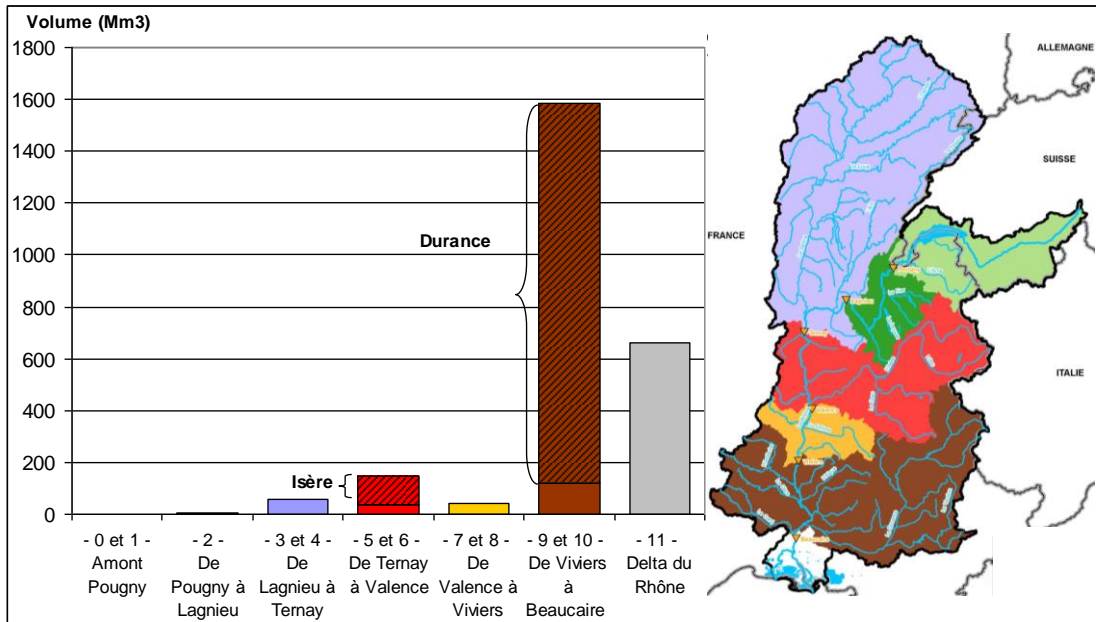 Volume (Mm3)
1800
1600
1400
1200
1000
800
600
400
200
0
Durance
Isère
- 0 et 1 -
Amont
Pougny
- 2 -
De
Pougny à
Lagnieu
- 3 et 4 -
De
Lagnieu à
Ternay
- 5 et 6 -
De Ternay
à Valence
- 7 et 8 -
De
Valence à
Viviers
- 9 et 10 -
De Viviers
à
Beaucaire
- 11 -
Delta du
Rhône
ALLEMAGNE
SUISSE
FRANCE
ITALIE